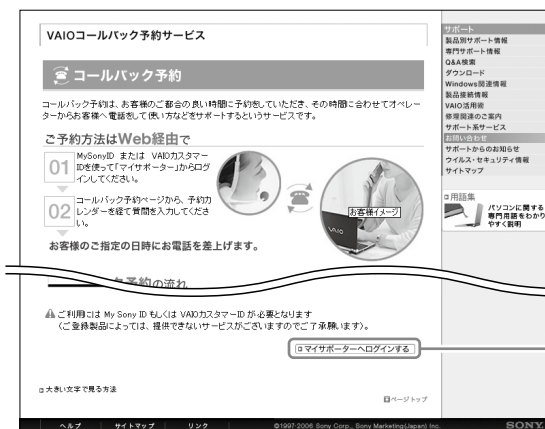 VAIOコールバック予約サービス
コールバック予約
コールバック予約は、お客様のご都合の良い時間に予約をしていただき、その時間に合わせてオペレー
ターからお客様へ電話をして使い方などをサポートするというサービスです。
ご予約方法はWeb経由で
01
MySonyID または VAIOカスタマー
IDを使って「マイサポーター」からログ
インしてください。
02
コールバック予約ページから、予約カ
レンダーを経て質問を入力してくださ
い。
お客様イメージ
VAIO
お客様のご指定の日時にお電話を差上げます。
予約の流れ
ご利用には My Sony ID もしくは VAIOカスタマーID が必要となります
（ご登録製品によっては、提供できないサービスがございますのでご了承願います）。
マイサポーターへログインする
大きい文字で見る方法
ページトップ
ヘルプ | サイトマップ | リンク
©1997-2006 Sony Corp., Sony Marketing(Japan) Inc.
SONY
サポート
製品別サポート情報
専門サポート情報
Q&A検索
ダウンロード
Windows関連情報
製品接続情報
VAIO活用術
修理関連のご案内
サポート系サービス
お問い合わせ
サポートからのお知らせ
ウイルス・セキュリティ情報
サイトマップ
用語集
パソコンに関する
専門用語をわかり
やすく説明